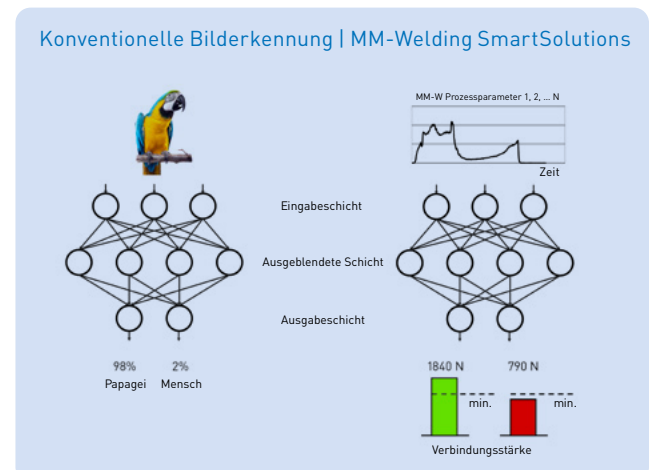 Konventionelle Bilderkennung | MM-Welding SmartSolutions
MM-W Prozessparameter 1, 2, ... N
Zeit
Eingabeschicht
Ausgeblendete Schicht
Ausgabeschicht
98% 2%
Papagei Mensch
1840 N 790 N
min. min.
Verbindungsstärke